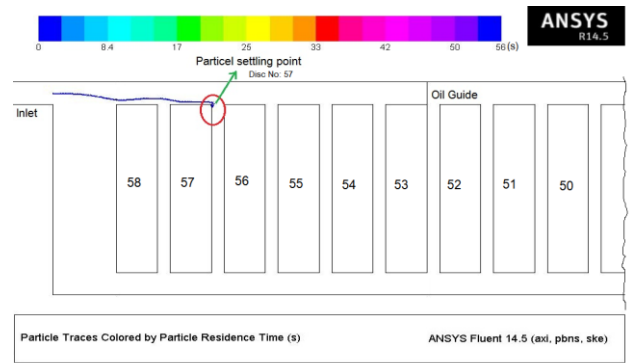 ANSYS
R14.5
0 8.4 17 25 33 42 50 56 (s)
Particel settling point
Disc No: 57
Inlet
Oil Guide
58 57 56 55 54 53 52 51 50
Particle Traces Colored by Particle Residence Time (s) ANSYS Fluent 14.5 (axi, pbns, ske)